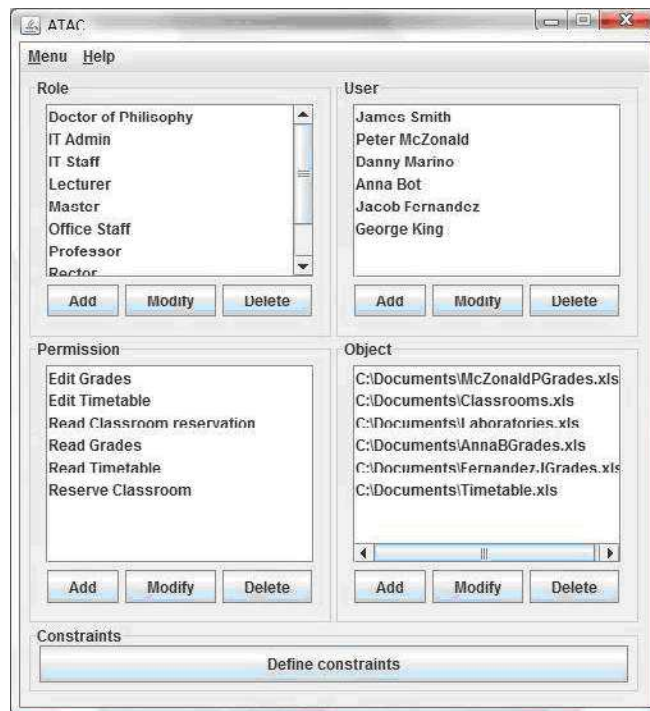 ATAC
Menu Help
Role
Doctor of Philisophy
IT Admin
IT Staff
Lecturer
Master
Office Staff
Professor
Rector
Add Modify Delete
User
James Smith
Peter McZonald
Danny Marino
Anna Bot
Jacob Fernandez
George King
Add Modify Delete
Permission
Edit Grades
Edit Timetable
Read Classroom reservation
Read Grades
Read Timetable
Reserve Classroom
Add Modify Delete
Object
C:\Documents\McZonaldPGrades.xls
C:\Documents\Classrooms.xls
C:\Documents\Laboratories.xls
C:\Documents\AnnaBGrades.xls
C:\Documents\FernandezJGrades.xls
C:\Documents\Timetable.xls
Add Modify Delete
Constraints
Define constraints